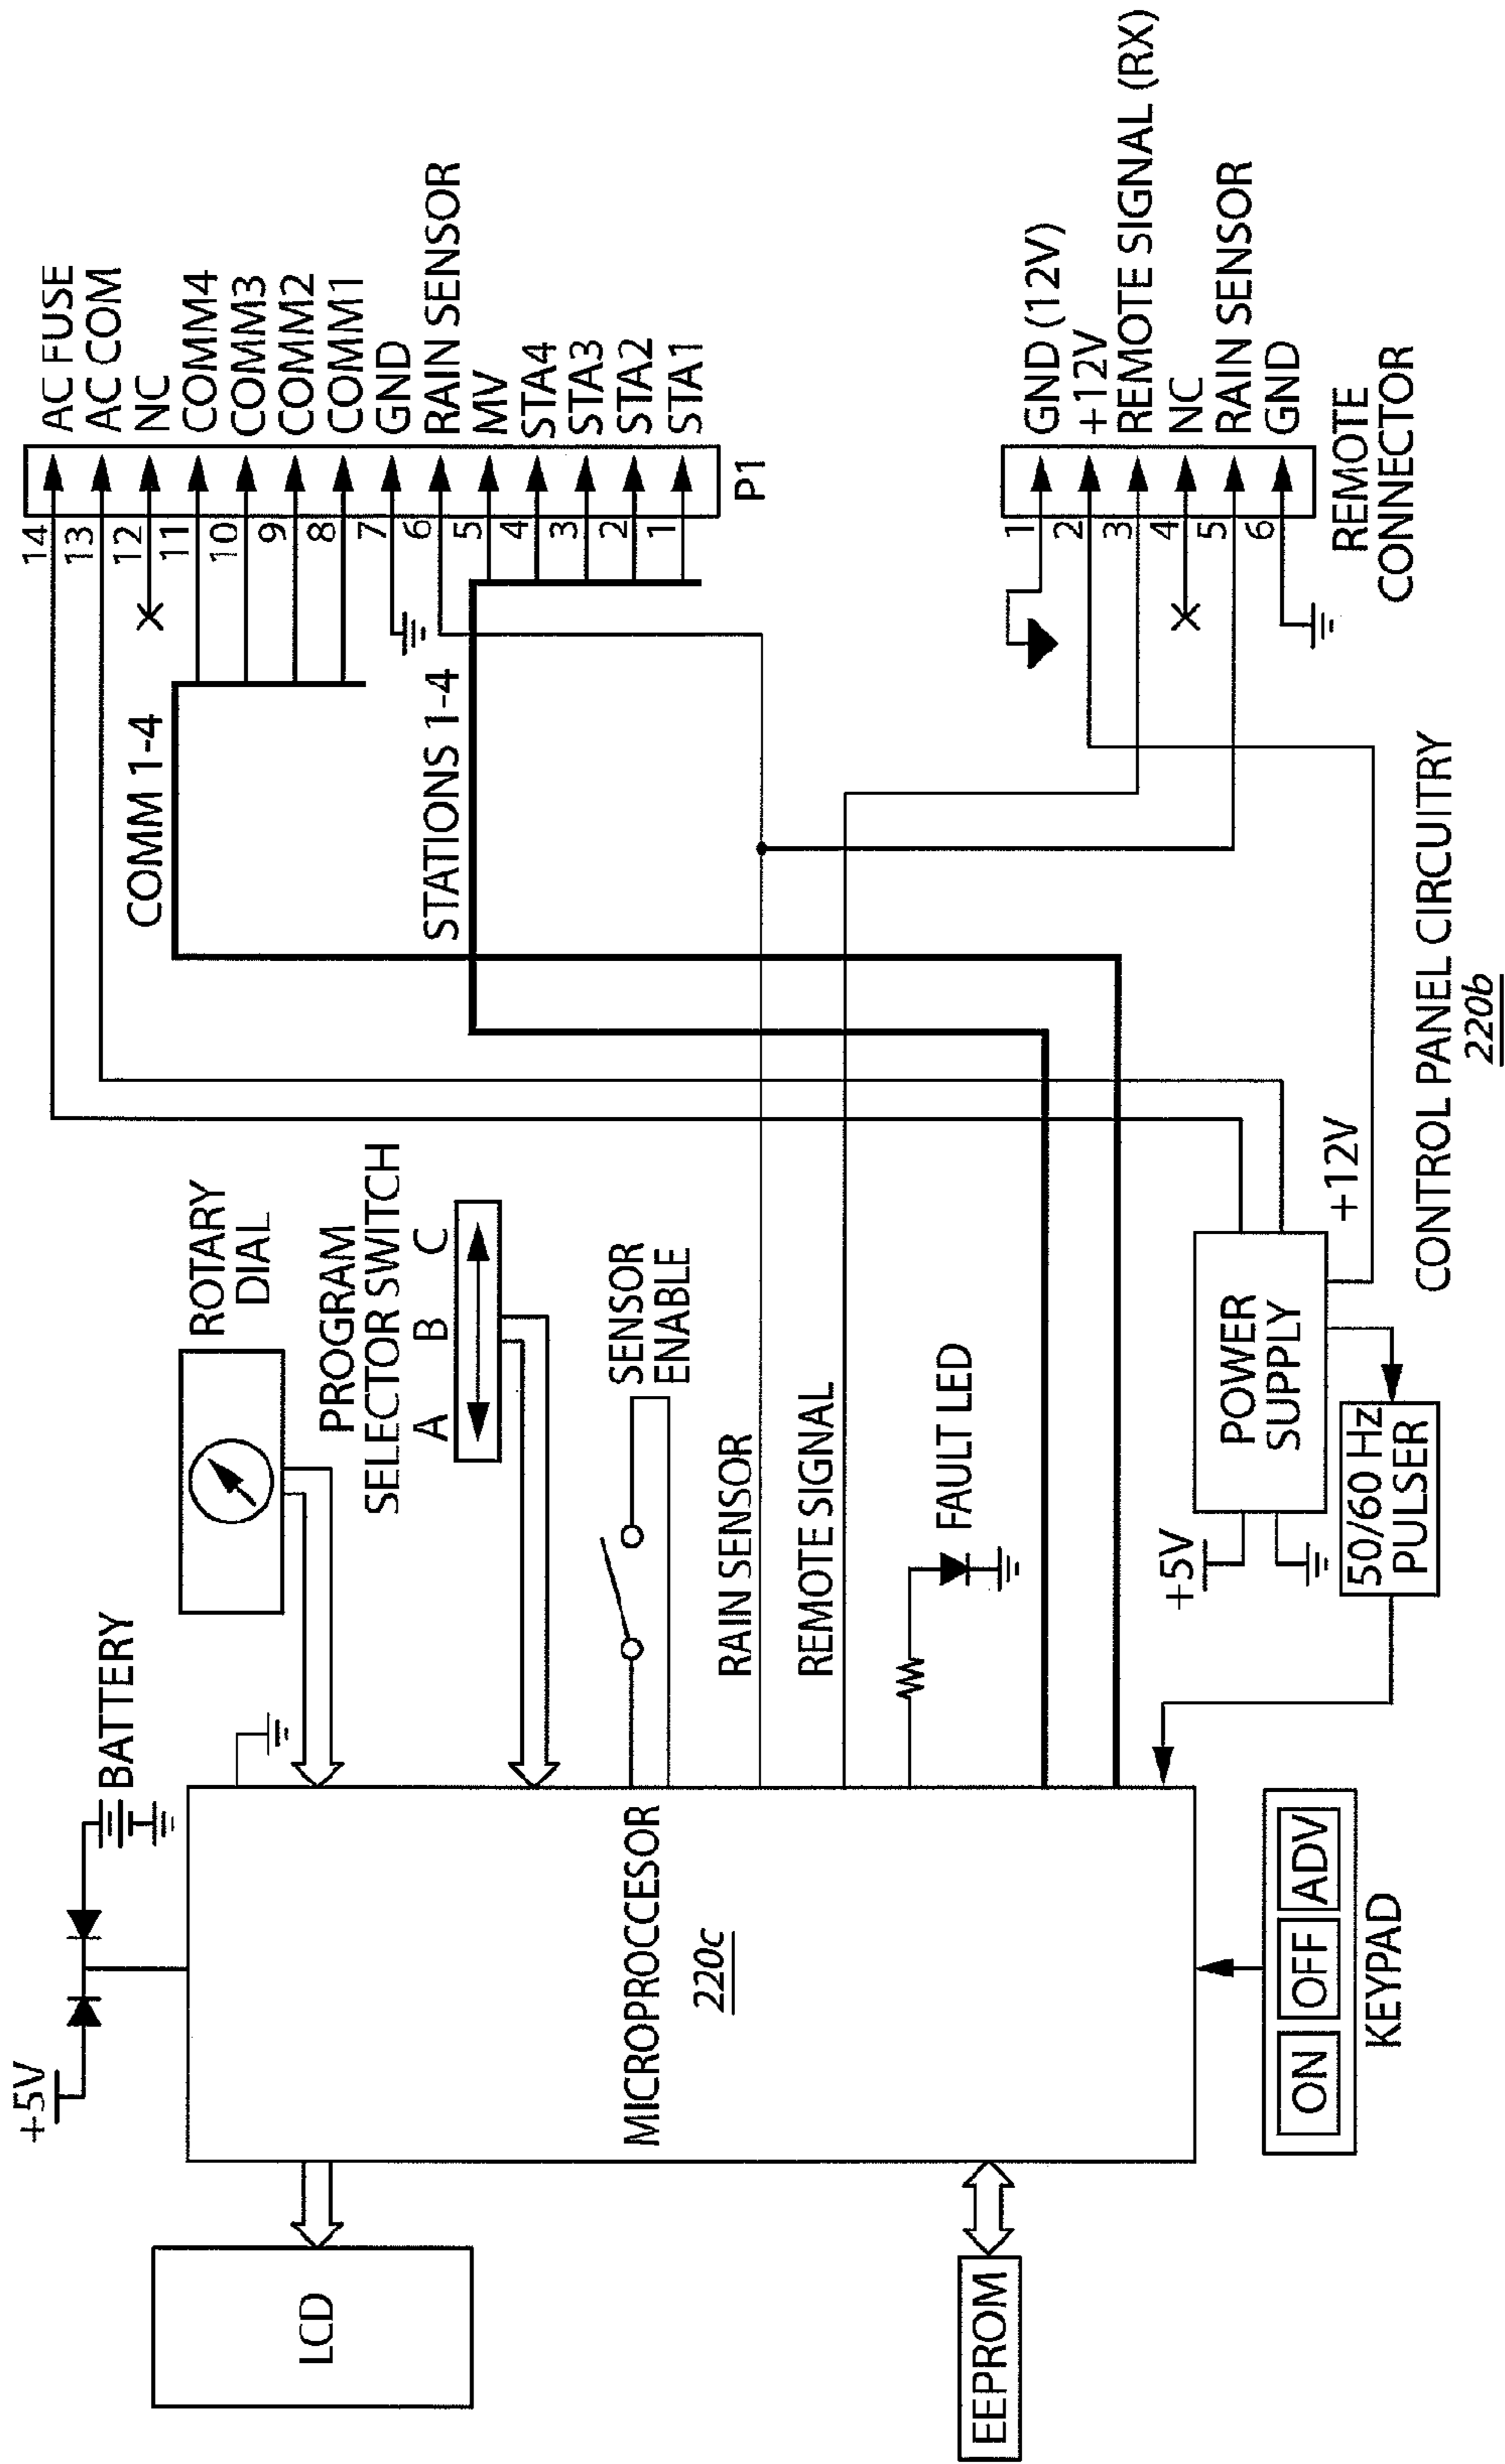 +5V
BATTERY
LCD
MICROPROCCESOR
220c
EEPROM
ON
OFF
ADV
KEYPAD
ROTARY
DIAL
PROGRAM
SELECTOR SWITCH
A B C
SENSOR
ENABLE
RAIN SENSOR
REMOTE SIGNAL
FAULT LED
+5V
POWER
SUPPLY
+12V
50/60 Hz
PULSER
COMM 1-4
STATIONS 1-4
14 AC FUSE
13 AC COM
12 NC
11 COMM4
10 COMM3
9 COMM2
8 COMM1
7 GND
6 RAIN SENSOR
5 MV
4 STA4
3 STA3
2 STA2
1 STA1
P1
1 GND (12V)
2 +12V
3 REMOTE SIGNAL (RX)
4 NC
5 RAIN SENSOR
6 GND
REMOTE
CONNECTOR
CONTROL PANEL CIRCUITRY
220b